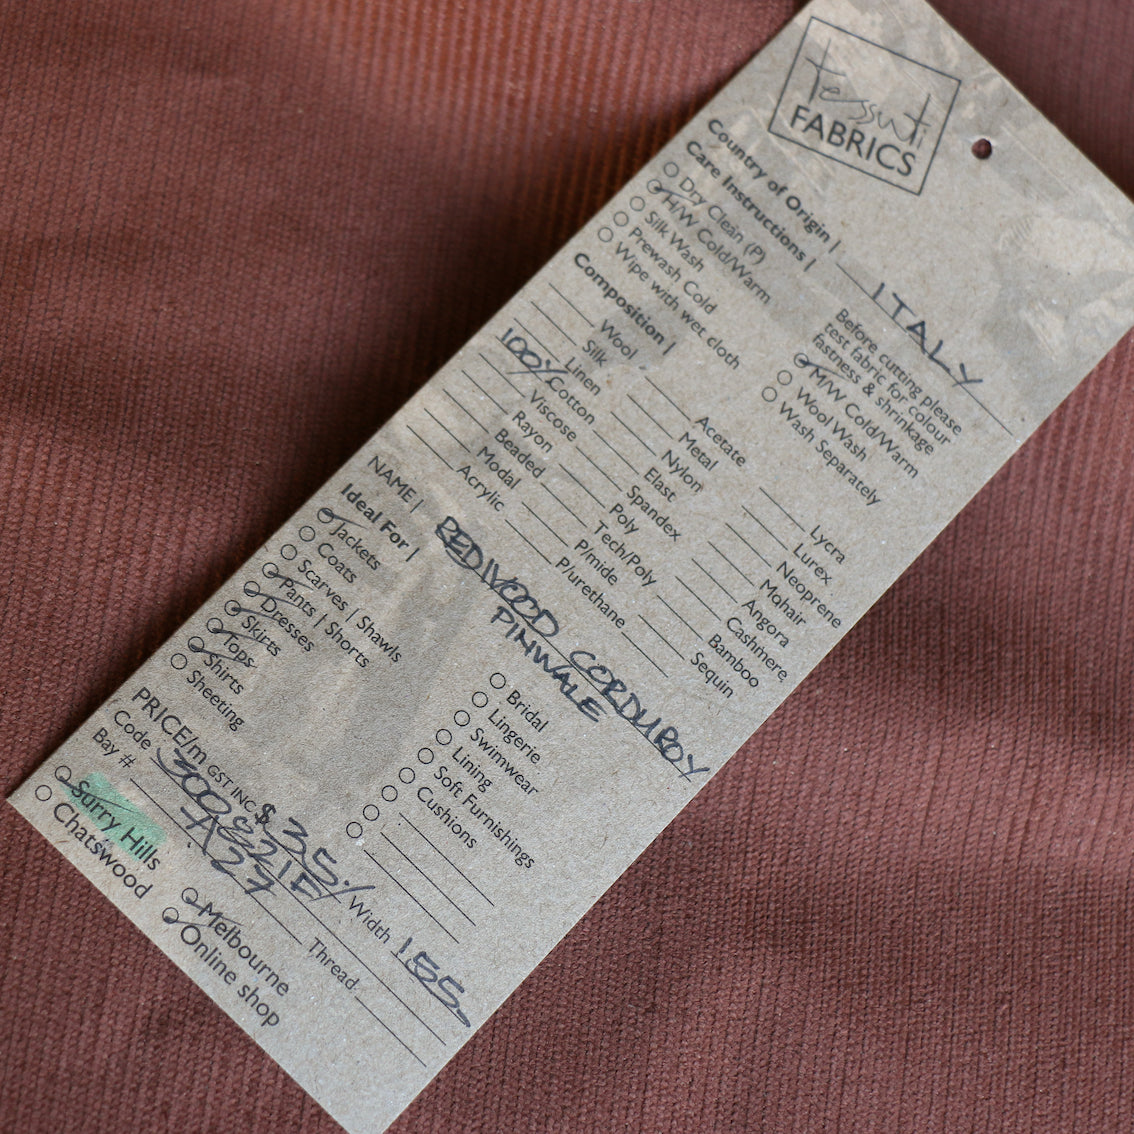 tessuti
FABRICS
Country of Origin | ITALY
Care Instructions |
Before cutting please
test fabric for colour
fastness & shrinkage
Dry Clean (P)
H/W Cold/Warm
Silk Wash
Prewash Cold
Wipe with wet cloth
M/W Cold/Warm
Wool Wash
Wash Separately
Composition |
Wool
Silk
Linen
100% Cotton
Viscose
Rayon
Beaded
Modal
Acrylic
Acetate
Metal
Nylon
Elast
Spandex
Poly
Tech/Poly
P/mide
P/urethane
Lycra
Lurex
Neoprene
Mohair
Angora
Cashmere
Bamboo
Sequin
NAME | REDWOOD CORDUROY
PINWALE
Ideal For |
Jackets
Coats
Scarves | Shawls
Pants | Shorts
Dresses
Skirts
Tops
Shirts
Sheeting
Bridal
Lingerie
Swimwear
Lining
Soft Furnishings
Cushions
PRICE/m GST INC $ 35 Width 155
Code
Bay #
Thread
Surry Hills
Chatswood
Melbourne
Online shop